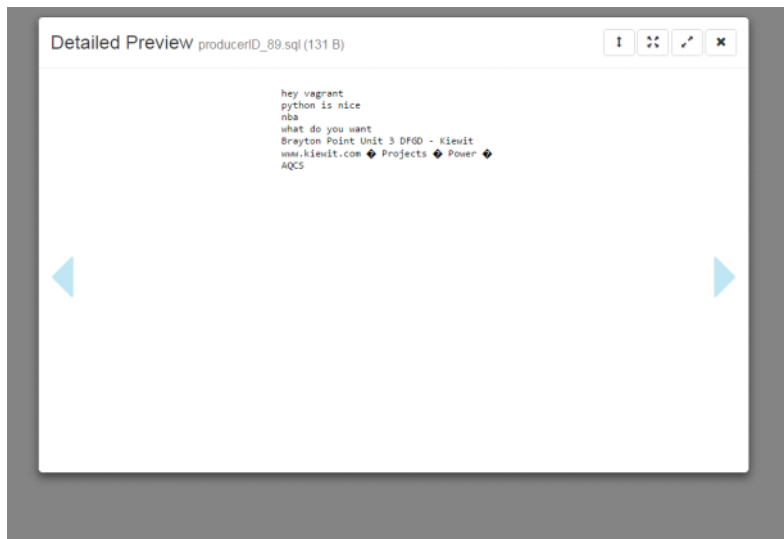 Detailed Preview producerID_89.sql (131 B)
hey vagrant
python is nice
nba
what do you want
Brayton Point Unit 3 DFGD - Kiewit
www.kiewit.com � Projects � Power �
AQCS